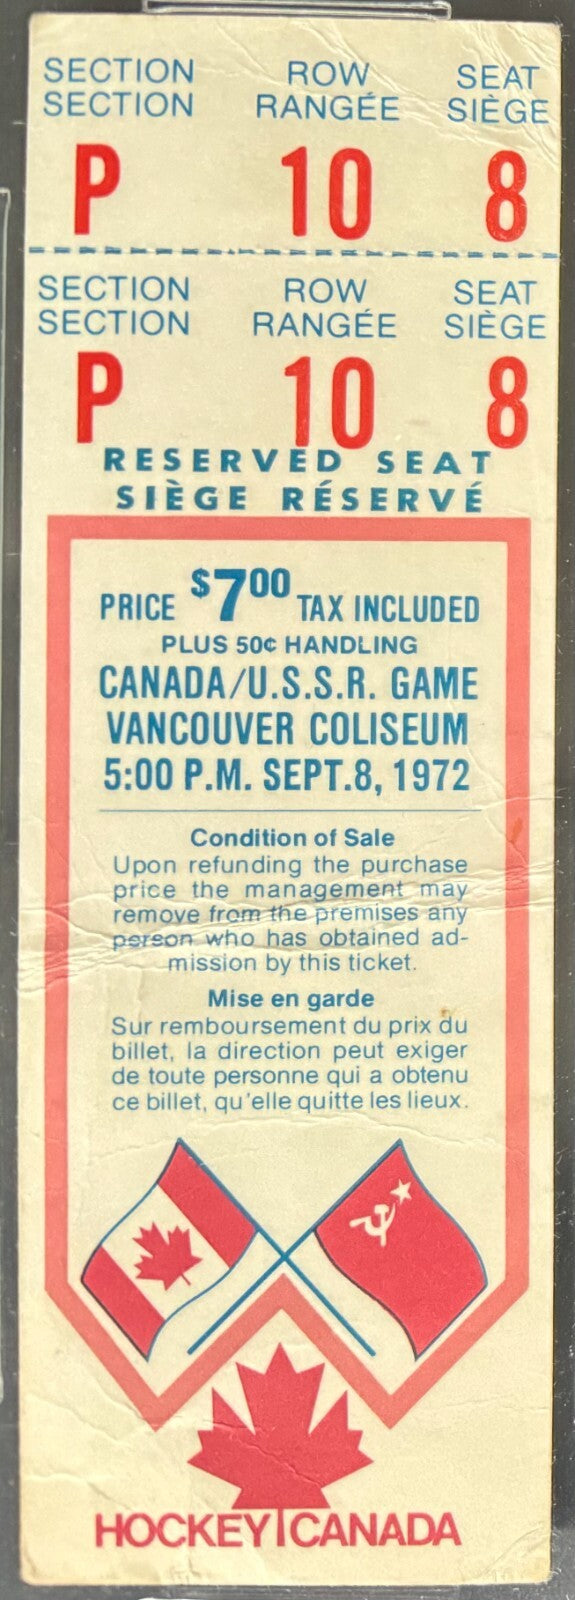 SECTION ROW SEAT
SECTION RANGÉE SIÈGE
P 10 8
SECTION ROW SEAT
SECTION RANGÉE SIÈGE
P 10 8
RESERVED SEAT
SIÈGE RÉSERVÉ
PRICE $7.00 TAX INCLUDED
PLUS 50¢ HANDLING
CANADA/U.S.S.R. GAME
VANCOUVER COLISEUM
5:00 P.M. SEPT.8, 1972
Condition of Sale
Upon refunding the purchase
price the management may
remove from the premises any
person who has obtained ad-
mission by this ticket.
Mise en garde
Sur remboursement du prix du
billet, la direction peut exiger
de toute personne qui a obtenu
ce billet, qu'elle quitte les lieux.
HOCKEY CANADA